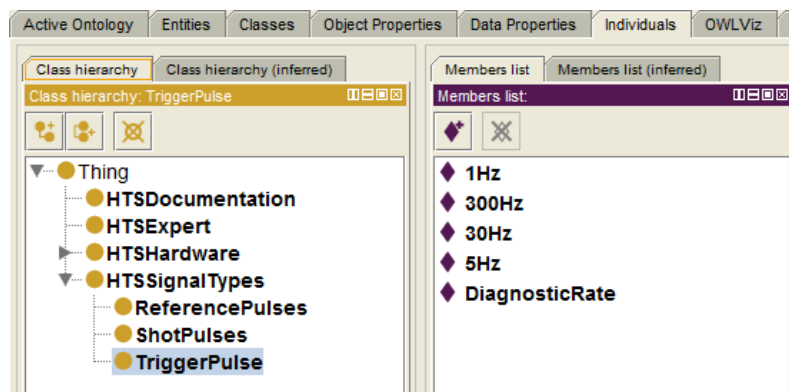 Active Ontology Entities Classes Object Properties Data Properties Individuals OWLViz
Class hierarchy Class hierarchy (inferred)
Class hierarchy: TriggerPulse
Thing
HTSDocumentation
HTSExpert
HTSHardware
HTSSignalTypes
ReferencePulses
ShotPulses
TriggerPulse
Members list Members list (inferred)
Members list:
1Hz
300Hz
30Hz
5Hz
DiagnosticRate